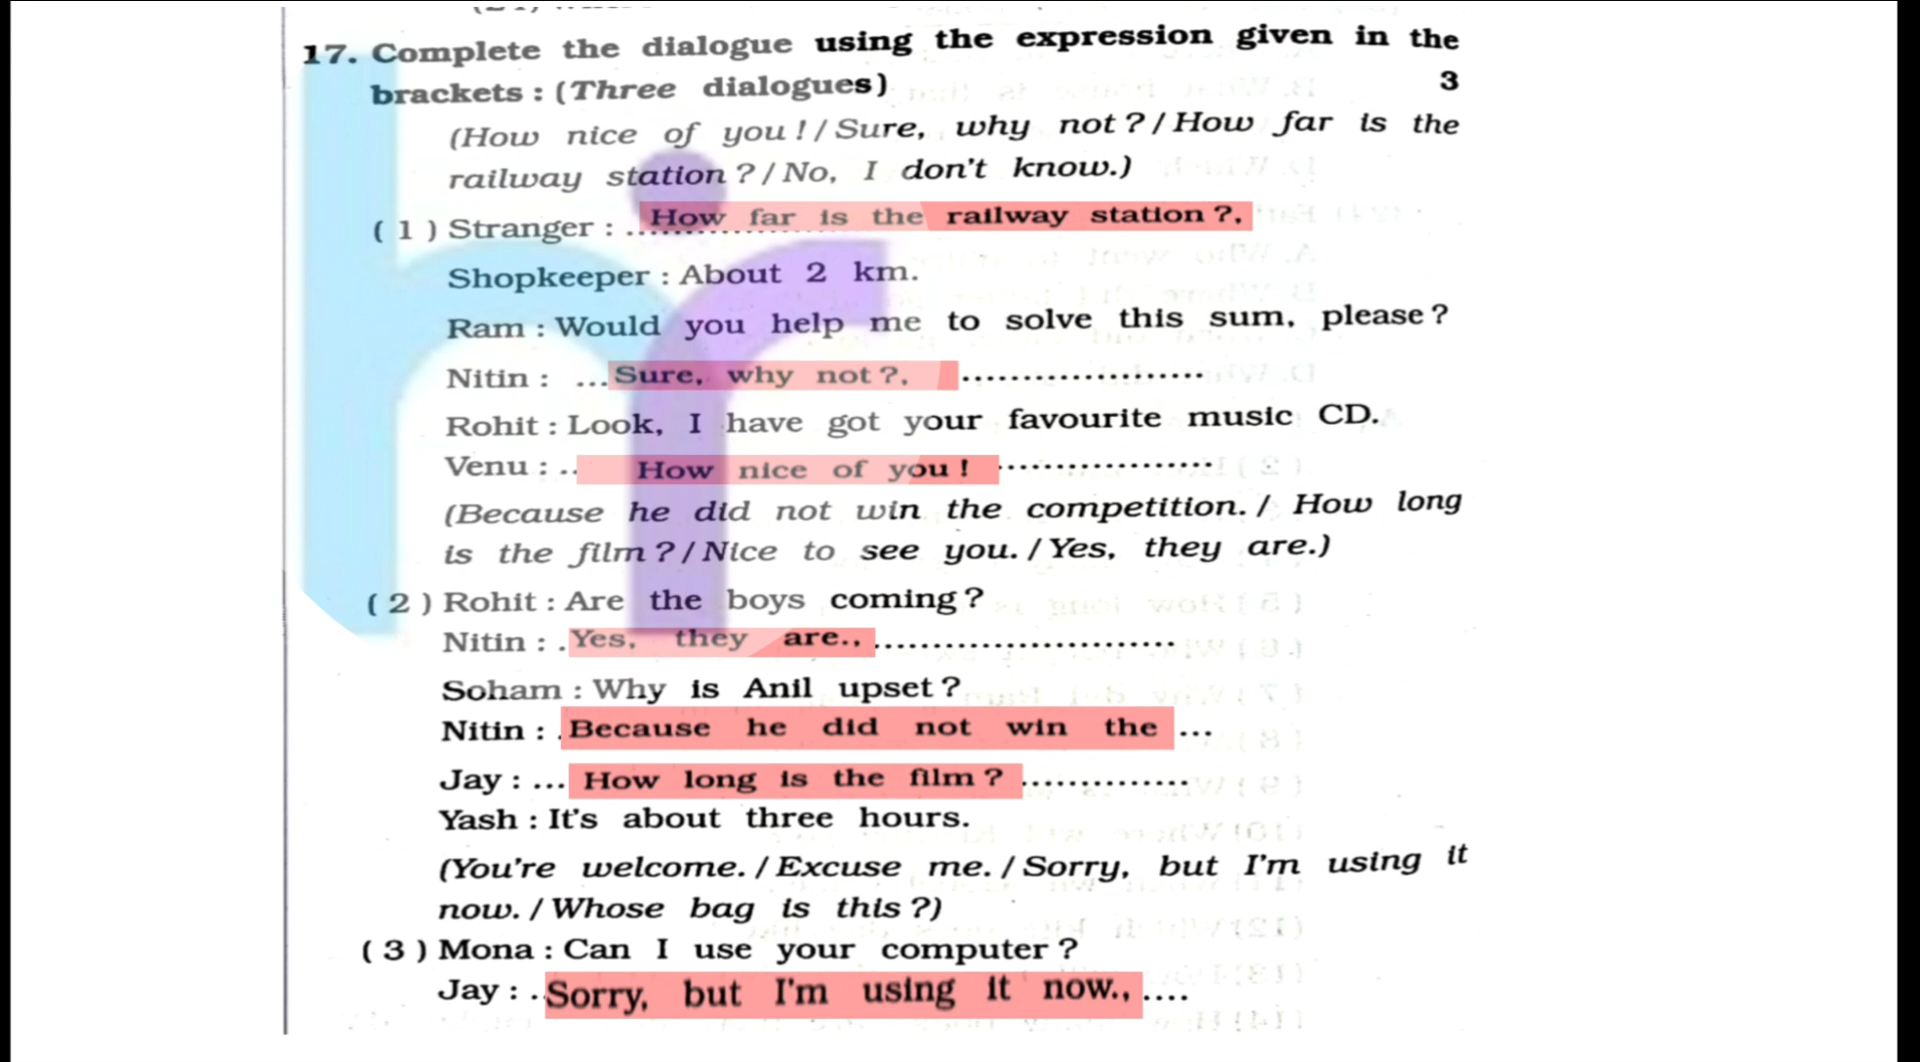 17. Complete the dialogue using the expression given in the
brackets : (Three dialogues) 3
(How nice of you ! / Sure, why not ? / How far is the
railway station ? / No, I don't know.)
( 1 ) Stranger : ... How far is the railway station ?,
Shopkeeper : About 2 km.
Ram : Would you help me to solve this sum, please ?
Nitin : ...Sure, why not ?, ......................
Rohit : Look, I have got your favourite music CD.
Venu : .. How nice of you ! ...................
(Because he did not win the competition. / How long
is the film ? / Nice to see you. / Yes, they are.)
( 2 ) Rohit : Are the boys coming ?
Nitin : .Yes, they are., ..........................
Soham : Why is Anil upset ?
Nitin : .Because he did not win the ...
Jay : ... How long is the film ? ...............
Yash : It's about three hours.
(You're welcome. / Excuse me. / Sorry, but I'm using it
now. / Whose bag is this ?)
( 3 ) Mona : Can I use your computer ?
Jay : ..Sorry, but I'm using it now., ....
hr